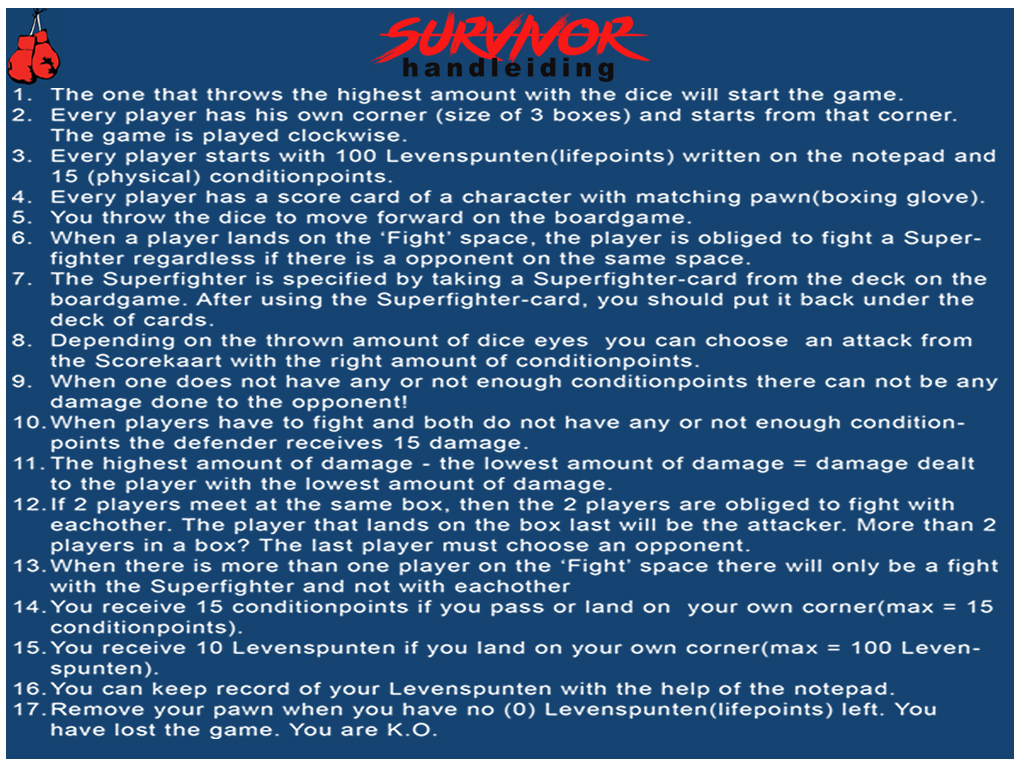 SURVIVOR
handleiding
1. The one that throws the highest amount with the dice will start the game.
2. Every player has his own corner (size of 3 boxes) and starts from that corner.
The game is played clockwise.
3. Every player starts with 100 Levenspunten(lifepoints) written on the notepad and
15 (physical) conditionpoints.
4. Every player has a score card of a character with matching pawn(boxing glove).
5. You throw the dice to move forward on the boardgame.
6. When a player lands on the ‘Fight’ space, the player is obliged to fight a Super-
fighter regardless if there is a opponent on the same space.
7. The Superfighter is specified by taking a Superfighter-card from the deck on the
boardgame. After using the Superfighter-card, you should put it back under the
deck of cards.
8. Depending on the thrown amount of dice eyes  you can choose  an attack from
the Scorekaart with the right amount of conditionpoints.
9. When one does not have any or not enough conditionpoints there can not be any
damage done to the opponent!
10. When players have to fight and both do not have any or not enough condition-
points the defender receives 15 damage.
11. The highest amount of damage - the lowest amount of damage = damage dealt
to the player with the lowest amount of damage.
12. If 2 players meet at the same box, then the 2 players are obliged to fight with
eachother. The player that lands on the box last will be the attacker. More than 2
players in a box? The last player must choose an opponent.
13. When there is more than one player on the ‘Fight’ space there will only be a fight
with the Superfighter and not with eachother
14. You receive 15 conditionpoints if you pass or land on  your own corner(max = 15
conditionpoints).
15. You receive 10 Levenspunten if you land on your own corner(max = 100 Leven-
spunten).
16. You can keep record of your Levenspunten with the help of the notepad.
17. Remove your pawn when you have no (0) Levenspunten(lifepoints) left. You
have lost the game. You are K.O.